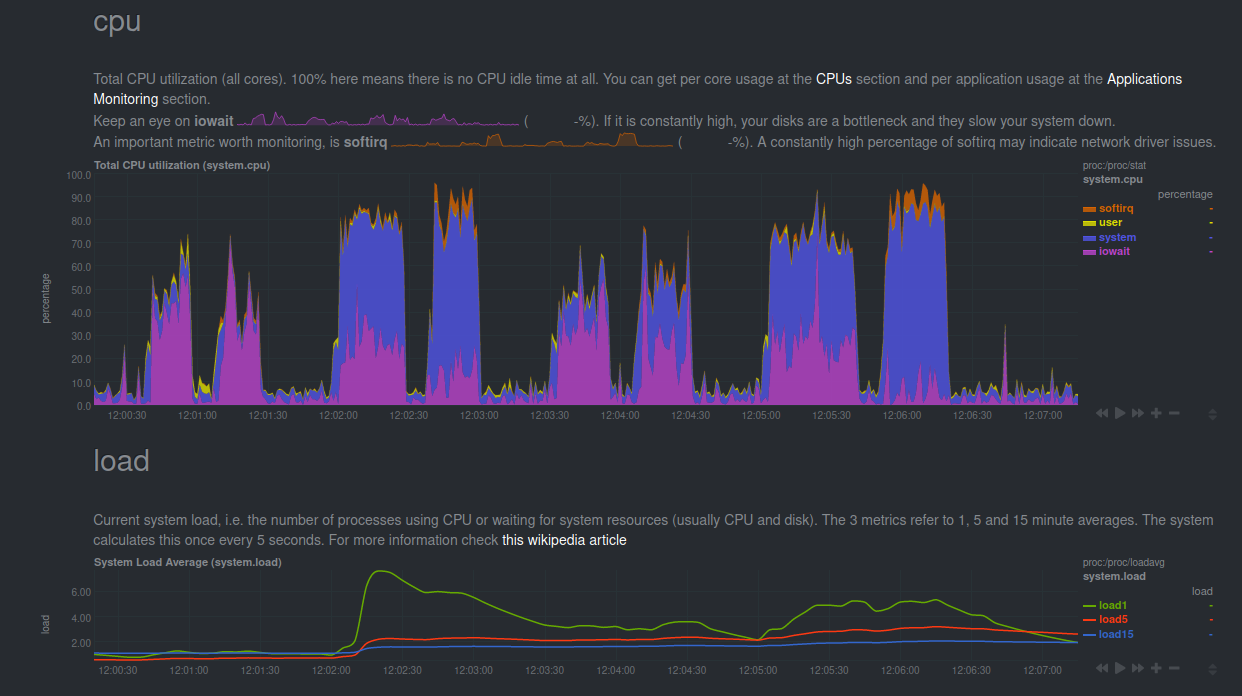 cpu
Total CPU utilization (all cores). 100% here means there is no CPU idle time at all. You can get per core usage at the CPUs section and per application usage at the Applications
Monitoring section.
Keep an eye on iowait ( -%). If it is constantly high, your disks are a bottleneck and they slow your system down.
An important metric worth monitoring, is softirq ( -%). A constantly high percentage of softirq may indicate network driver issues.
Total CPU utilization (system.cpu)
proc:/proc/stat
system.cpu
percentage
softirq -
user -
system -
iowait -
percentage
100.0
90.0
80.0
70.0
60.0
50.0
40.0
30.0
20.0
10.0
0.0
12:00:30 12:01:00 12:01:30 12:02:00 12:02:30 12:03:00 12:03:30 12:04:00 12:04:30 12:05:00 12:05:30 12:06:00 12:06:30 12:07:00
load
Current system load, i.e. the number of processes using CPU or waiting for system resources (usually CPU and disk). The 3 metrics refer to 1, 5 and 15 minute averages. The system
calculates this once every 5 seconds. For more information check this wikipedia article
System Load Average (system.load)
proc:/proc/loadavg
system.load
load
load1 -
load5 -
load15 -
load
6.00
4.00
2.00
12:00:30 12:01:00 12:01:30 12:02:00 12:02:30 12:03:00 12:03:30 12:04:00 12:04:30 12:05:00 12:05:30 12:06:00 12:06:30 12:07:00